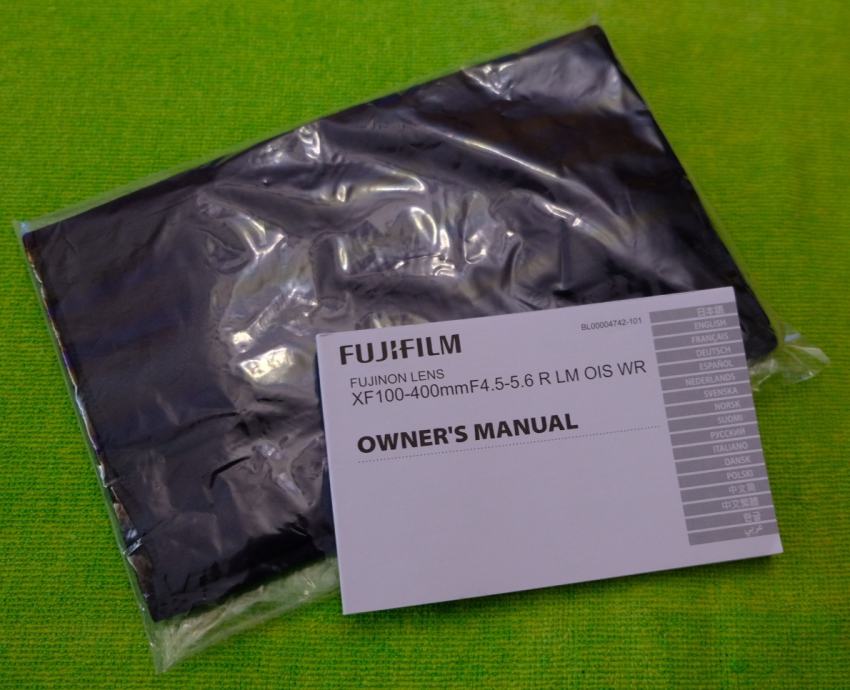 BL00004742-101
FUJIFILM
FUJINON LENS
XF100-400mmF4.5-5.6 R LM OIS WR
OWNER'S MANUAL
日本語
ENGLISH
FRANÇAIS
DEUTSCH
ESPAÑOL
NEDERLANDS
SVENSKA
NORSK
SUOMI
РУССКИЙ
ITALIANO
DANSK
POLSKI
中文简
中文繁體
한글
عربي